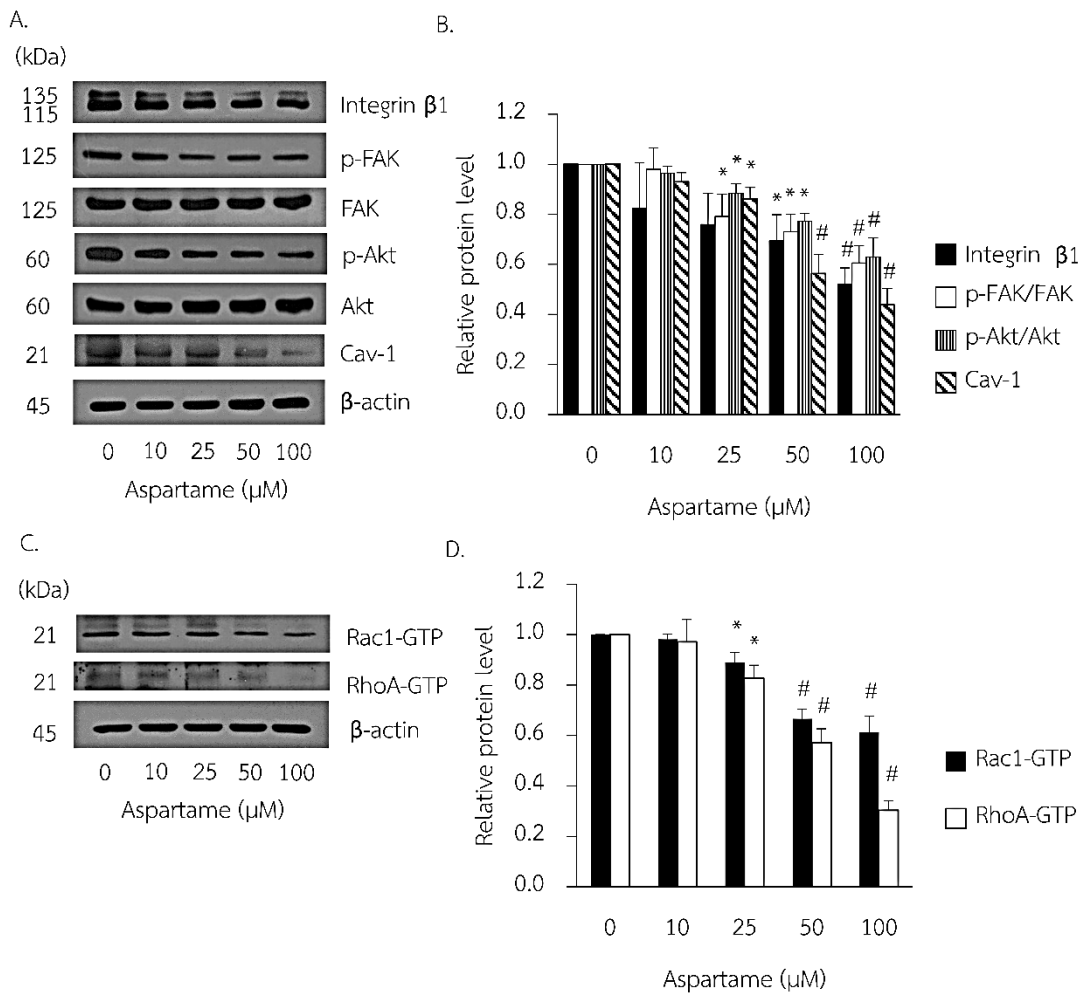 A.
(kDa)
135
115
Integrin β1
125
p-FAK
125
FAK
60
p-Akt
60
Akt
21
Cav-1
45
β-actin
0 10 25 50 100
Aspartame (µM)
B.
Relative protein level
1.2
1.0
0.8
0.6
0.4
0.2
0.0
* * *
* * * #
# # # #
0 10 25 50 100
Aspartame (µM)
Integrin β1
p-FAK/FAK
p-Akt/Akt
Cav-1
C.
(kDa)
21
Rac1-GTP
21
RhoA-GTP
45
β-actin
0 10 25 50 100
Aspartame (µM)
D.
Relative protein level
1.2
1.0
0.8
0.6
0.4
0.2
0.0
* *
# #
# #
0 10 25 50 100
Aspartame (µM)
Rac1-GTP
RhoA-GTP